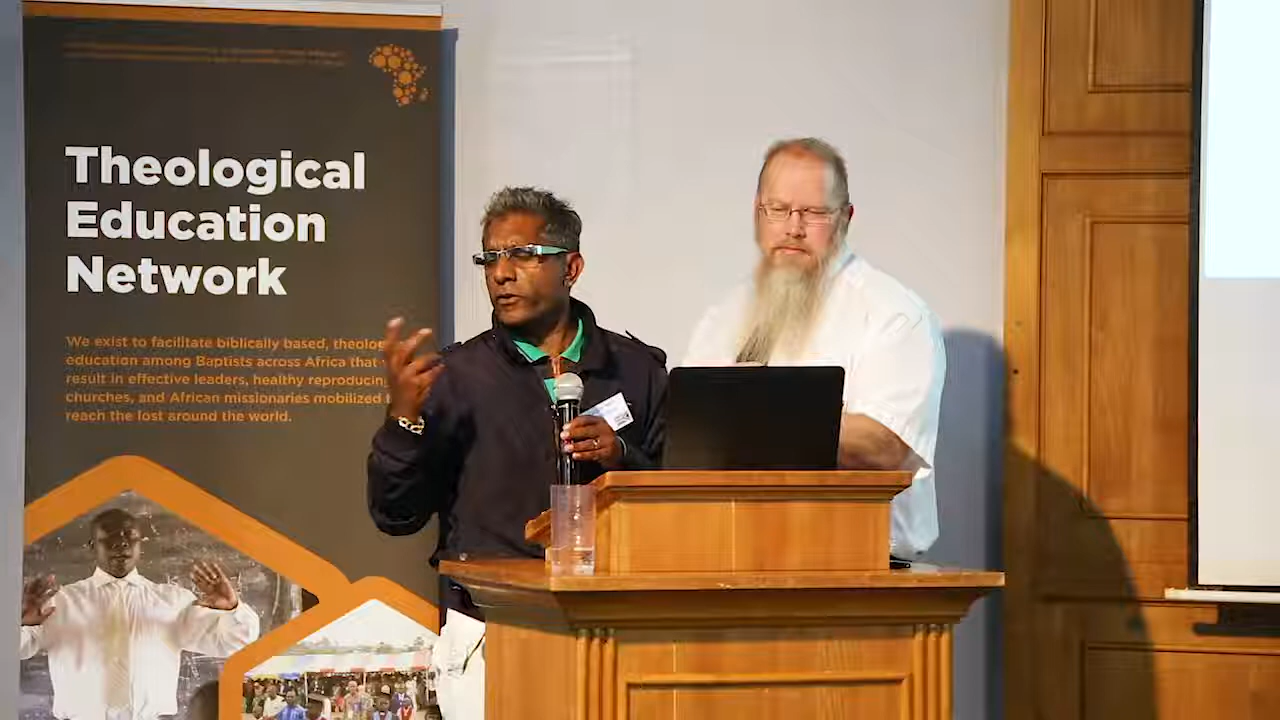 Theological
Education
Network
We exist to facilitate biblically based, theolog
education among Baptists across Africa that
result in effective leaders, healthy reproducing
churches, and African missionaries mobilized
reach the lost around the world.